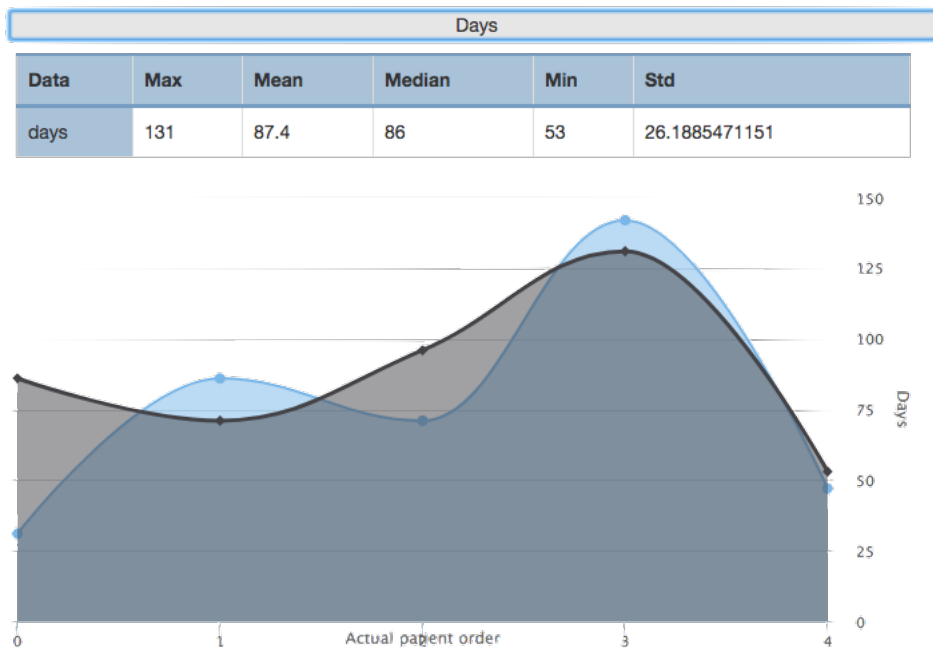 Days
Data Max Mean Median Min Std
days 131 87.4 86 53 26.1885471151
150
125
100
75
50
25
0
Days
0 1 2 3 4
Actual patient order